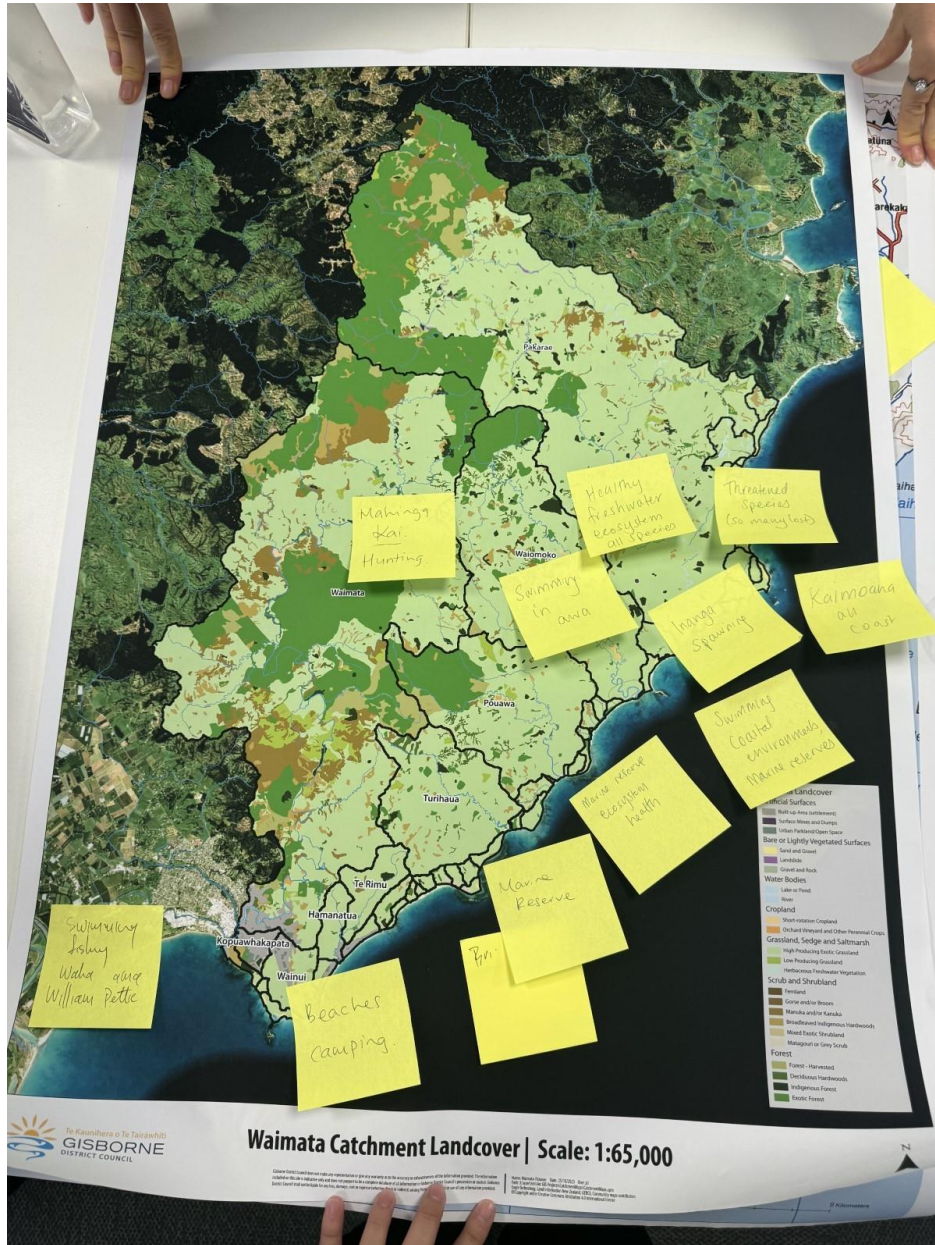 atuna
arekak
Pakarae
Mahinga
Kai
Hunting
Healthy
freshwater
ecosystem
all species
Threatened
Species
(so many lost)
Waiomoko
Waimata
Swimming
in awa
Inanga
spawning
Kaimoana
all
coast
Pouawa
Swimming
Coastal
environments,
Marine reserves
Marine reserve
ecosystem
health
Turihaua
Te Rimu
Hamanatua
Kopuawhakapata
Wainui
Marine
Reserve
Bri
Swimming
fishing
Waka ama
William Pettie
Beaches
camping.
Landcover
Surfaces
Built-up Area (settlement)
Surface Mines and Dumps
Urban Parkland/Open Space
Bare or Lightly Vegetated Surfaces
Sand and Gravel
Landslide
Gravel and Rock
Water Bodies
Lake or Pond
River
Cropland
Short-rotation Cropland
Orchard Vineyard and Other Perennial Crops
Grassland, Sedge and Saltmarsh
High Producing Exotic Grassland
Low Producing Grassland
Herbaceous Freshwater Vegetation
Scrub and Shrubland
Fernland
Gorse and/or Broom
Manuka and/or Kanuka
Broadleaved Indigenous Hardwoods
Mixed Exotic Shrubland
Matagouri or Grey Scrub
Forest
Forest - Harvested
Deciduous Hardwoods
Indigenous Forest
Exotic Forest
Te Kaunihera o Te Tairāwhiti
GISBORNE
DISTRICT COUNCIL
Waimata Catchment Landcover | Scale: 1:65,000
N
Kilometres